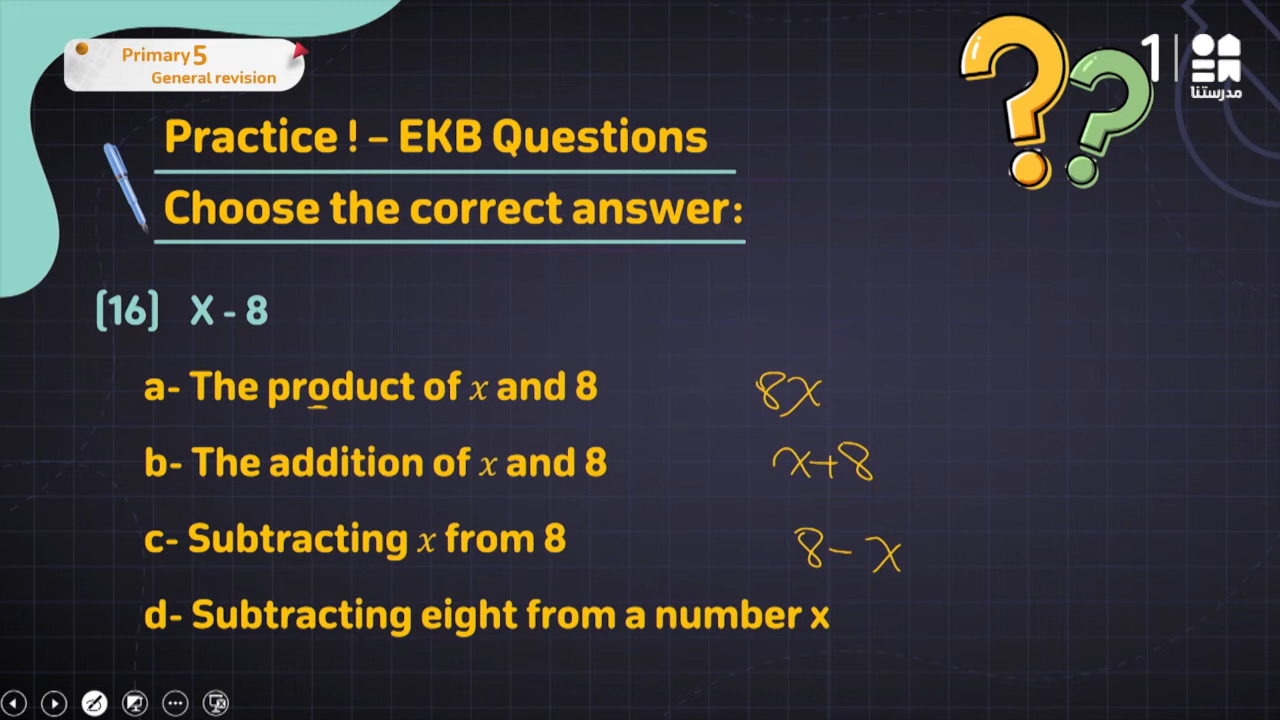 Primary 5
General revision
1
مدرستنا
Practice ! - EKB Questions
Choose the correct answer:
(16) X - 8
a- The product of x and 8 8x
b- The addition of x and 8 x+8
c- Subtracting x from 8 8-x
d- Subtracting eight from a number x